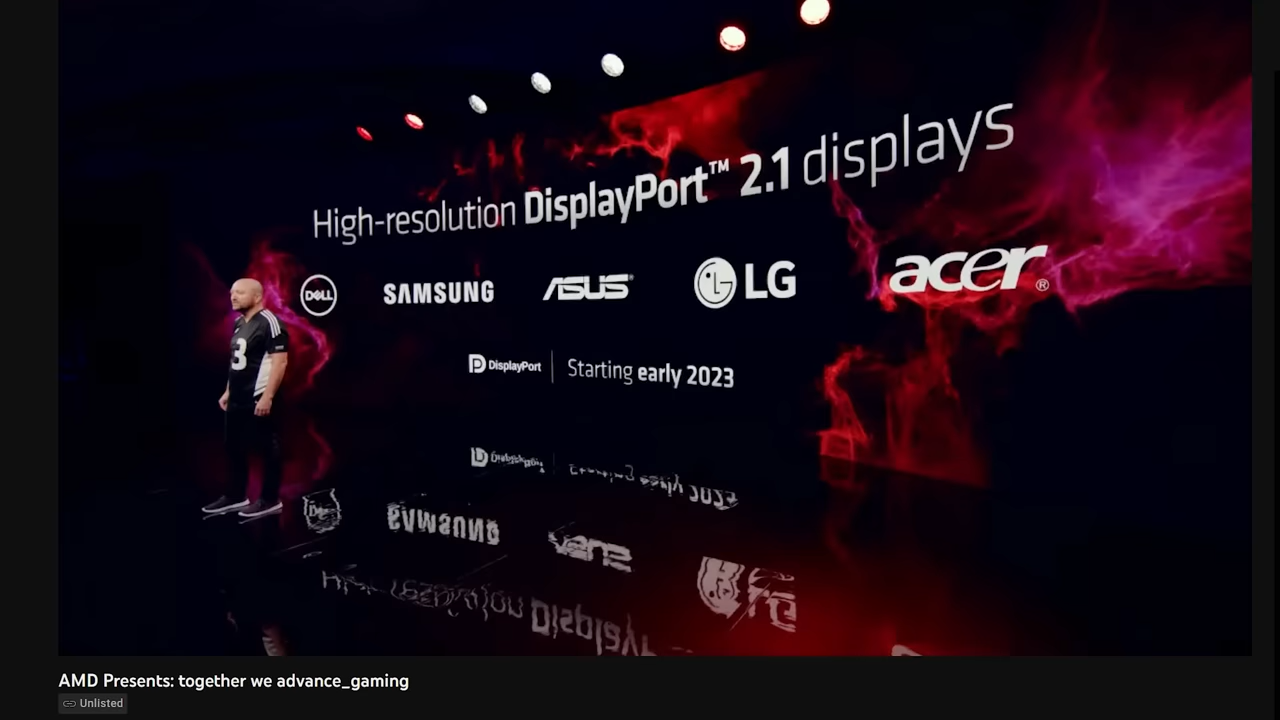 High-resolution DisplayPort™ 2.1 displays
DELL SAMSUNG ASUS® LG acer®
DisplayPort | Starting early 2023
3
AMD Presents: together we advance_gaming
Unlisted